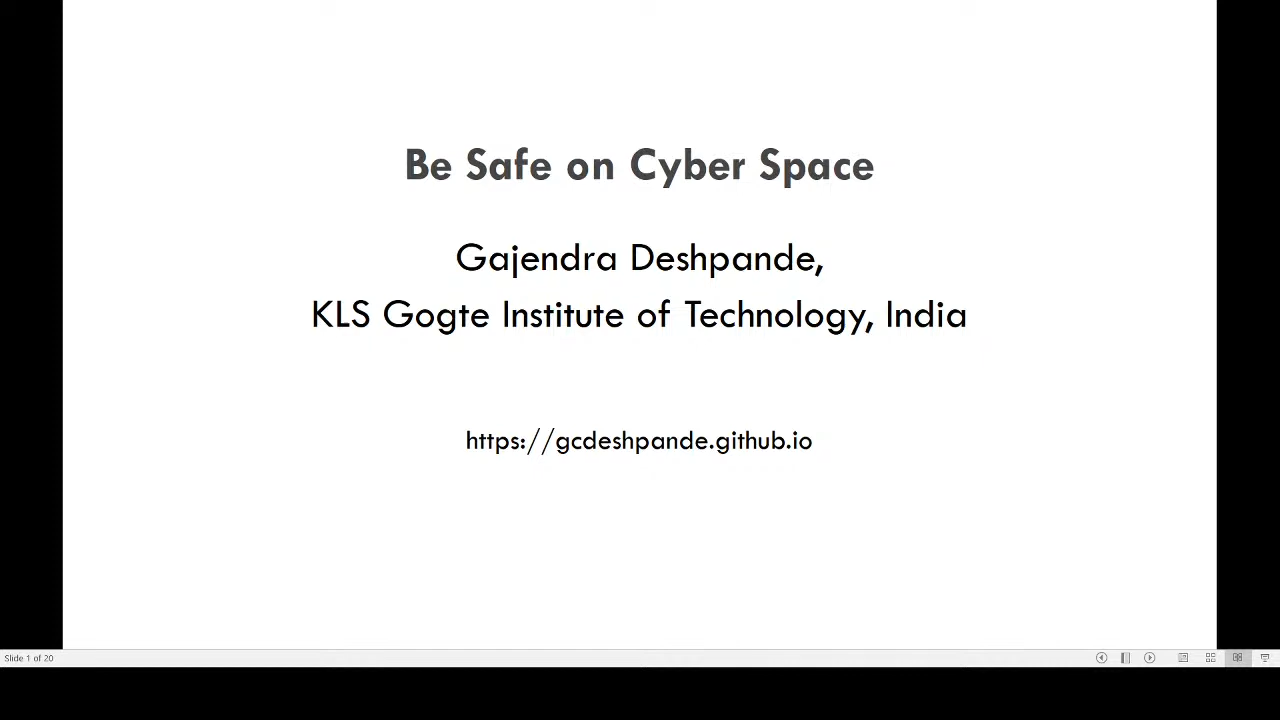 Be Safe on Cyber Space
Gajendra Deshpande,
KLS Gogte Institute of Technology, India
https://gcdeshpande.github.io
Slide 1 of 20